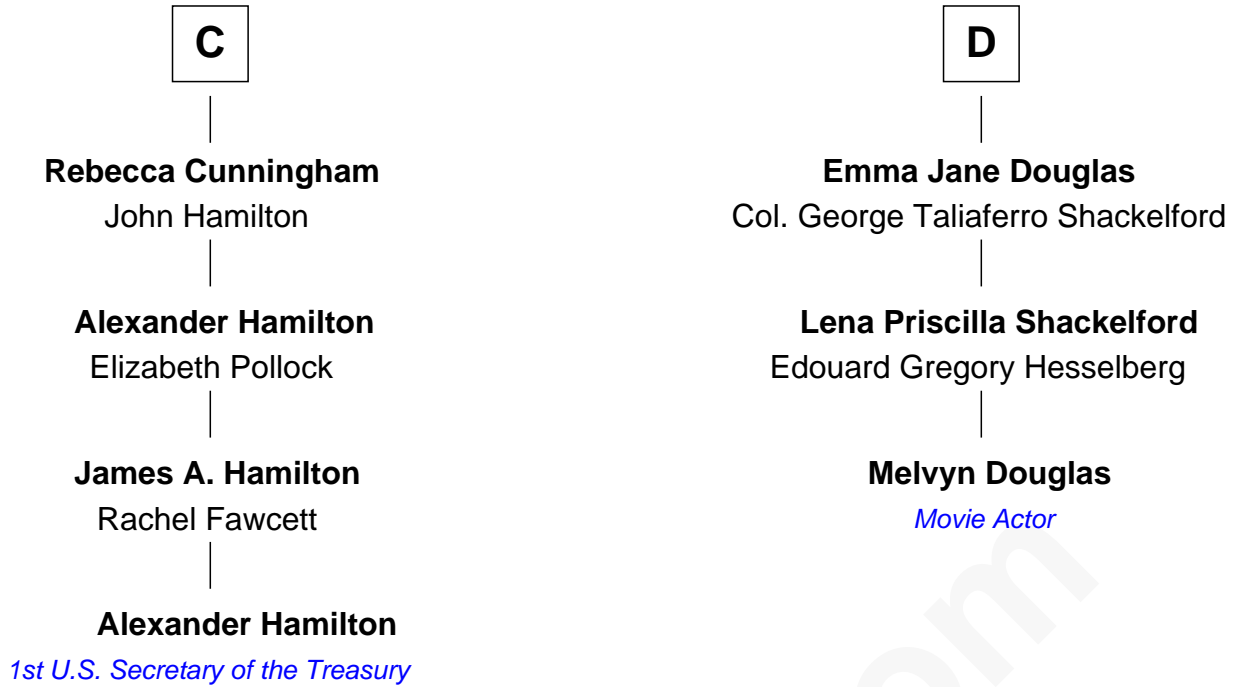 C
Rebecca Cunningham
John Hamilton
Alexander Hamilton
Elizabeth Pollock
James A. Hamilton
Rachel Fawcett
Alexander Hamilton
1st U.S. Secretary of the Treasury
D
Emma Jane Douglas
Col. George Taliaferro Shackelford
Lena Priscilla Shackelford
Edouard Gregory Hesselberg
Melvyn Douglas
Movie Actor
om